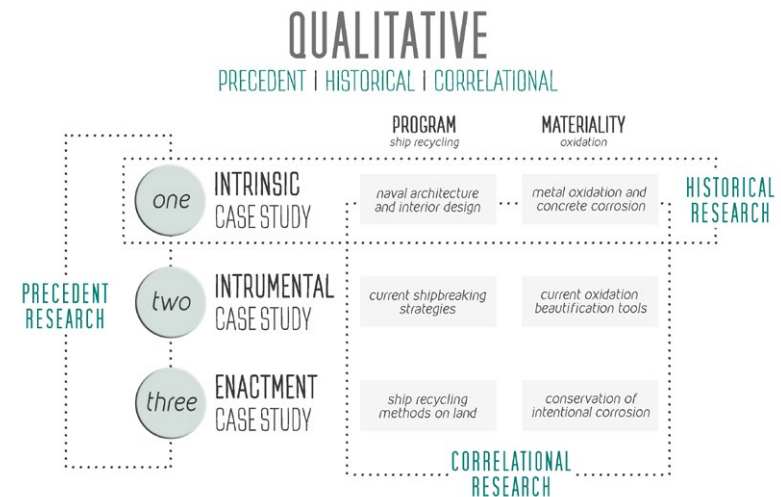 QUALITATIVE
PRECEDENT | HISTORICAL | CORRELATIONAL
PROGRAM
ship recycling
MATERIALITY
oxidation
one
INTRINSIC
CASE STUDY
naval architecture
and interior design
metal oxidation and
concrete corrosion
HISTORICAL
RESEARCH
PRECEDENT
RESEARCH
two
INTRUMENTAL
CASE STUDY
current shipbreaking
strategies
current oxidation
beautification tools
three
ENACTMENT
CASE STUDY
ship recycling
methods on land
conservation of
intentional corrosion
CORRELATIONAL
RESEARCH